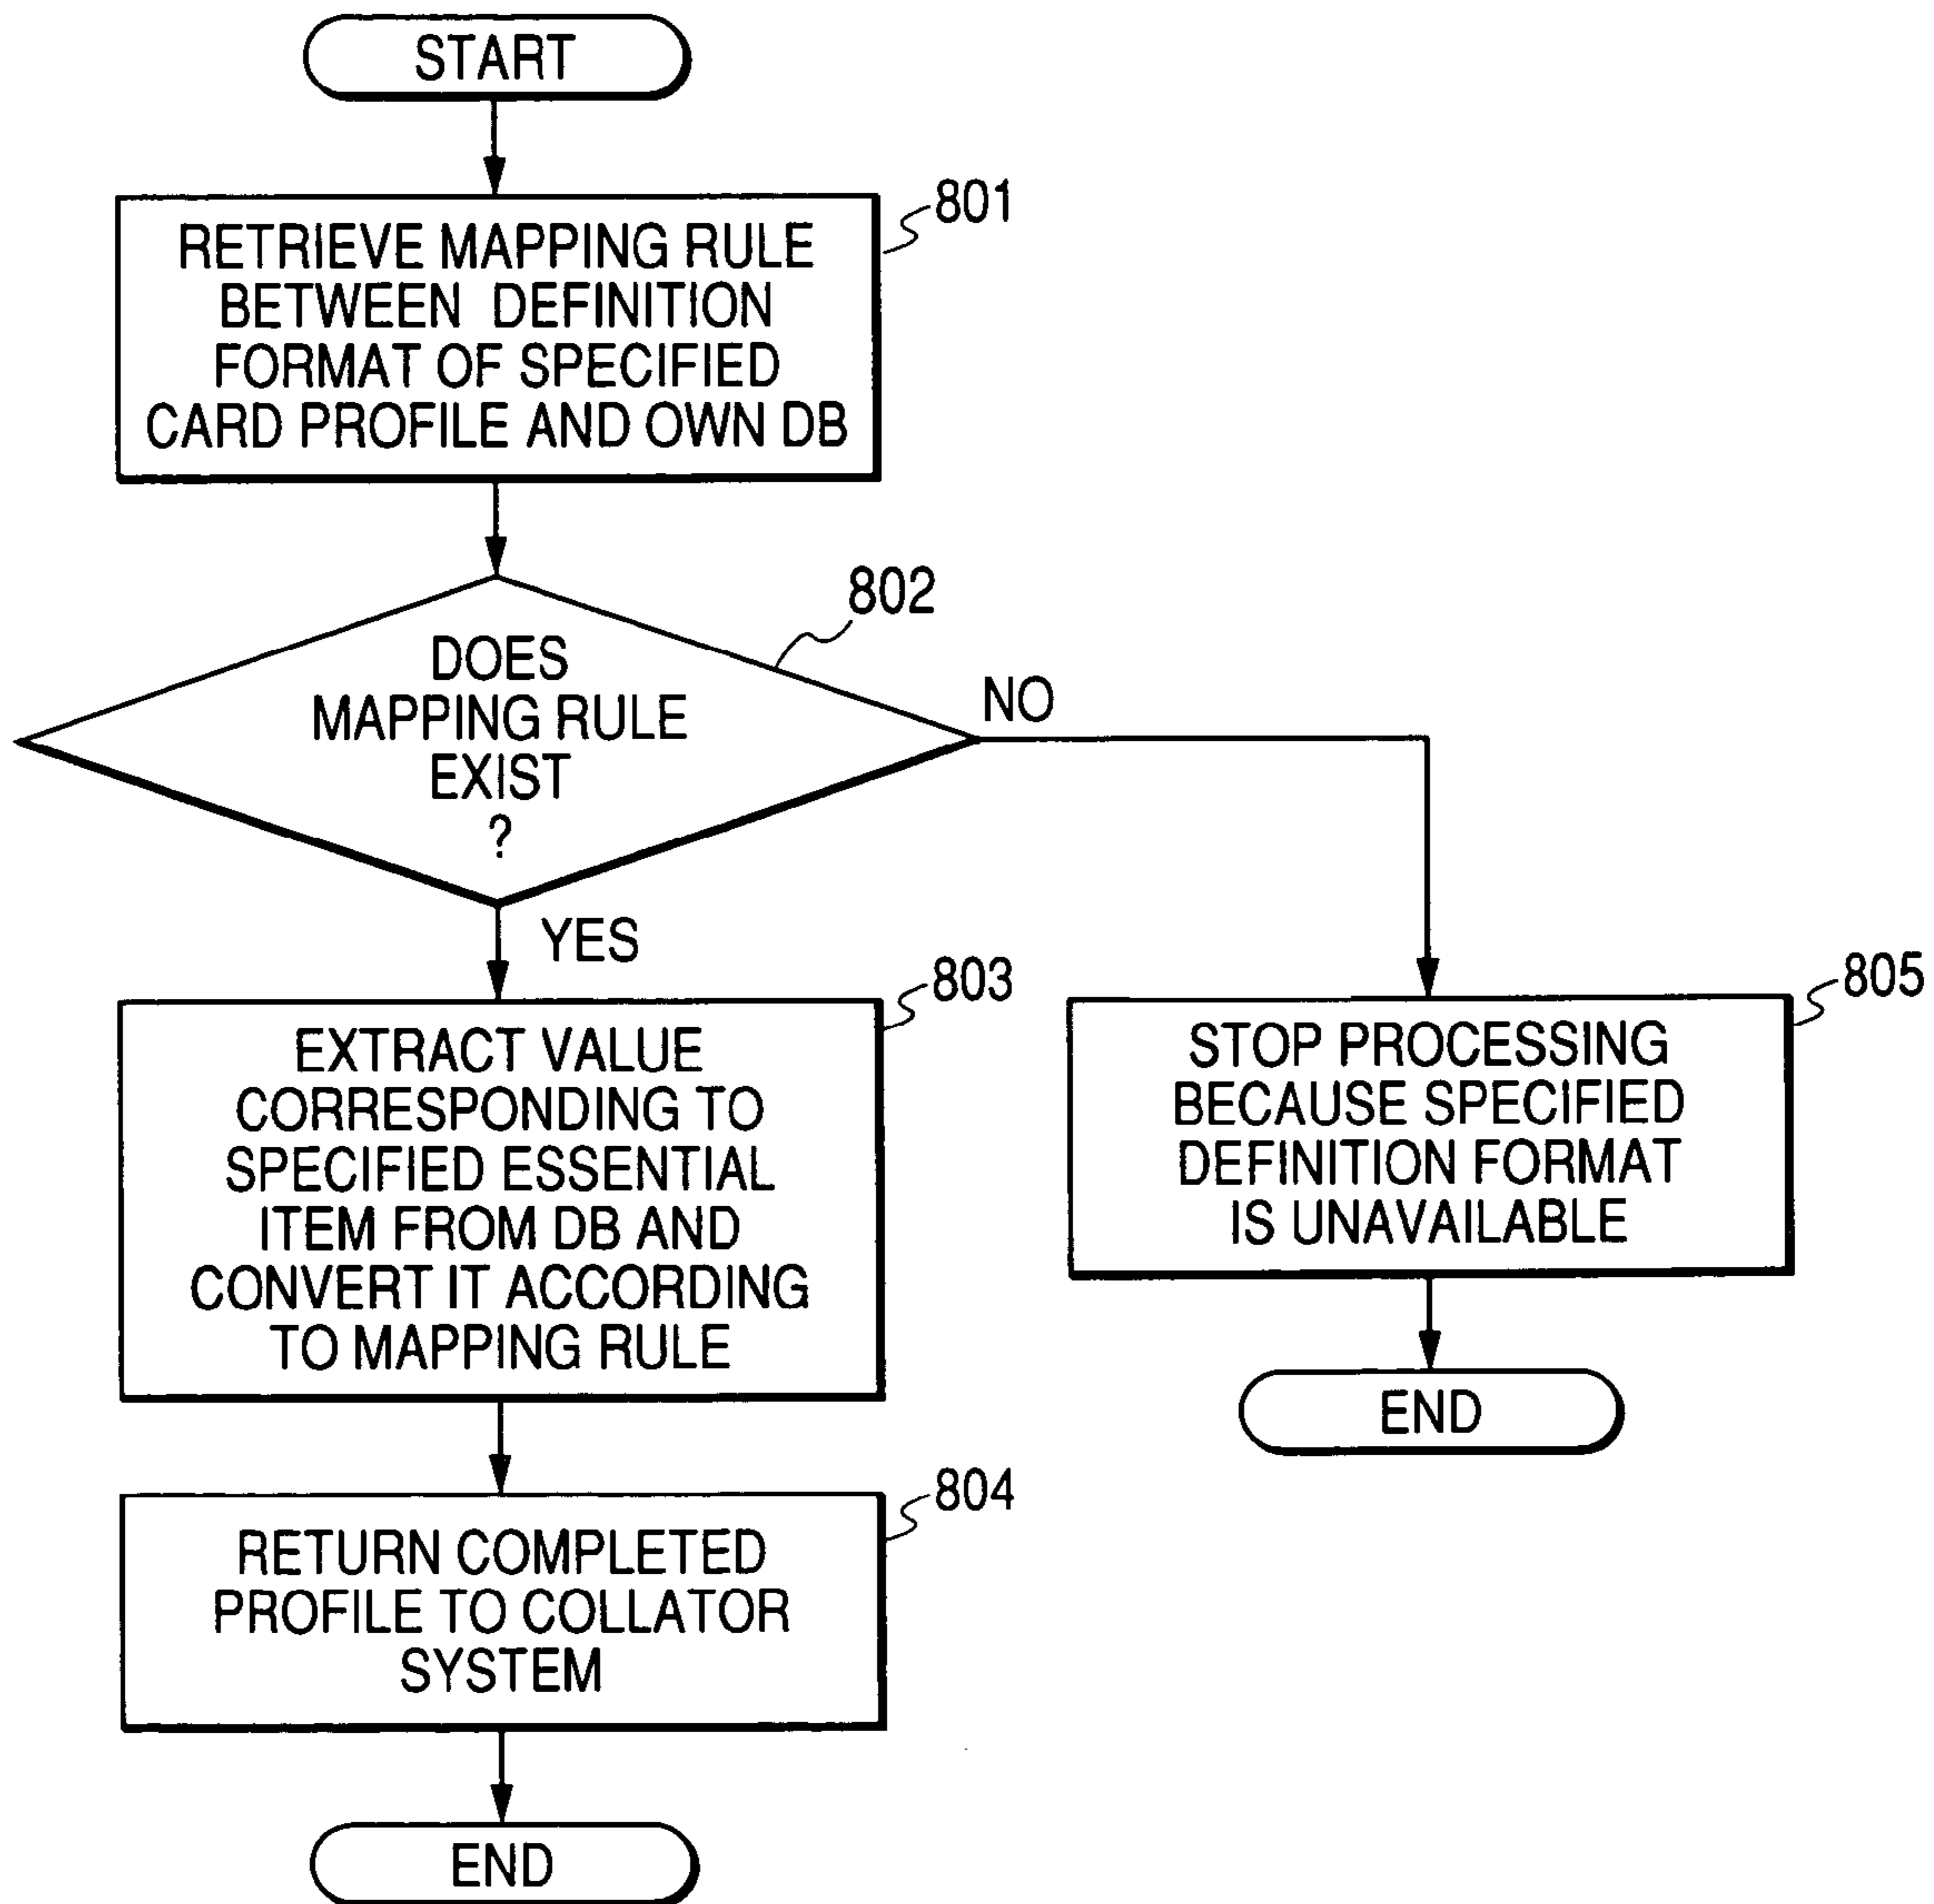 START
801
RETRIEVE MAPPING RULE
BETWEEN DEFINITION
FORMAT OF SPECIFIED
CARD PROFILE AND OWN DB
802
DOES
MAPPING RULE
EXIST
?
NO
YES
803
EXTRACT VALUE
CORRESPONDING TO
SPECIFIED ESSENTIAL
ITEM FROM DB AND
CONVERT IT ACCORDING
TO MAPPING RULE
805
STOP PROCESSING
BECAUSE SPECIFIED
DEFINITION FORMAT
IS UNAVAILABLE
END
804
RETURN COMPLETED
PROFILE TO COLLATOR
SYSTEM
END